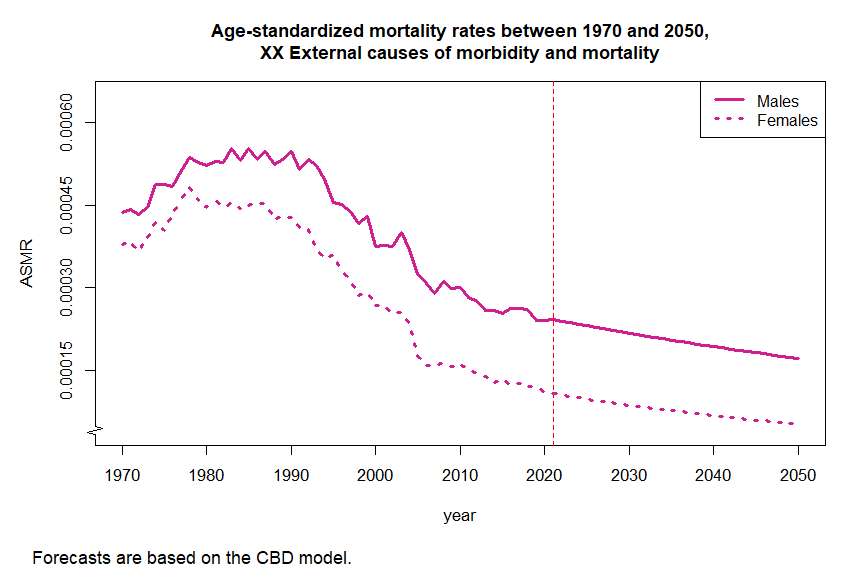 Age-standardized mortality rates between 1970 and 2050,
XX External causes of morbidity and mortality
Males
Females
0.00060
0.00045
0.00030
0.00015
ASMR
1970 1980 1990 2000 2010 2020 2030 2040 2050
year
Forecasts are based on the CBD model.